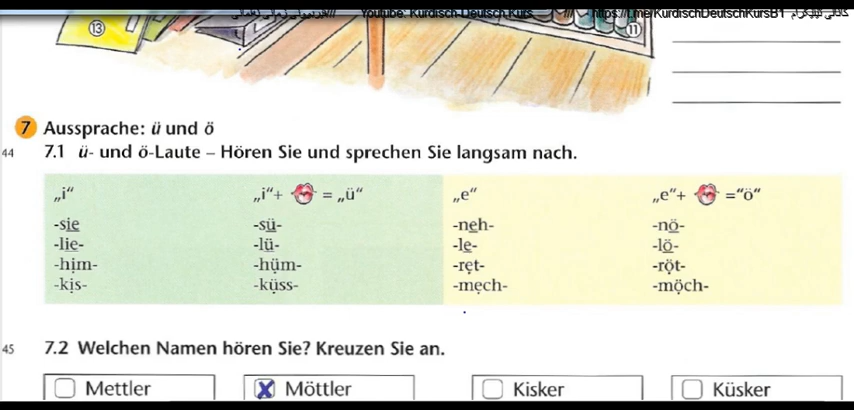 Youtube: Kurdisch-Deutsch Kurs /// https://t.me/KurdischDeutschKursB1
13
11
7 Aussprache: ü und ö
44 7.1 ü- und ö-Laute – Hören Sie und sprechen Sie langsam nach.
„i“ „i“+ = „ü“ „e“ „e“+ =“ö“
-sie -sü- -neh- -nö-
-lie- -lü- -le- -lö-
-him- -hüm- -ret- -röt-
-kis- -küss- -mech- -möch-
45 7.2 Welchen Namen hören Sie? Kreuzen Sie an.
Mettler Möttler Kisker Küsker